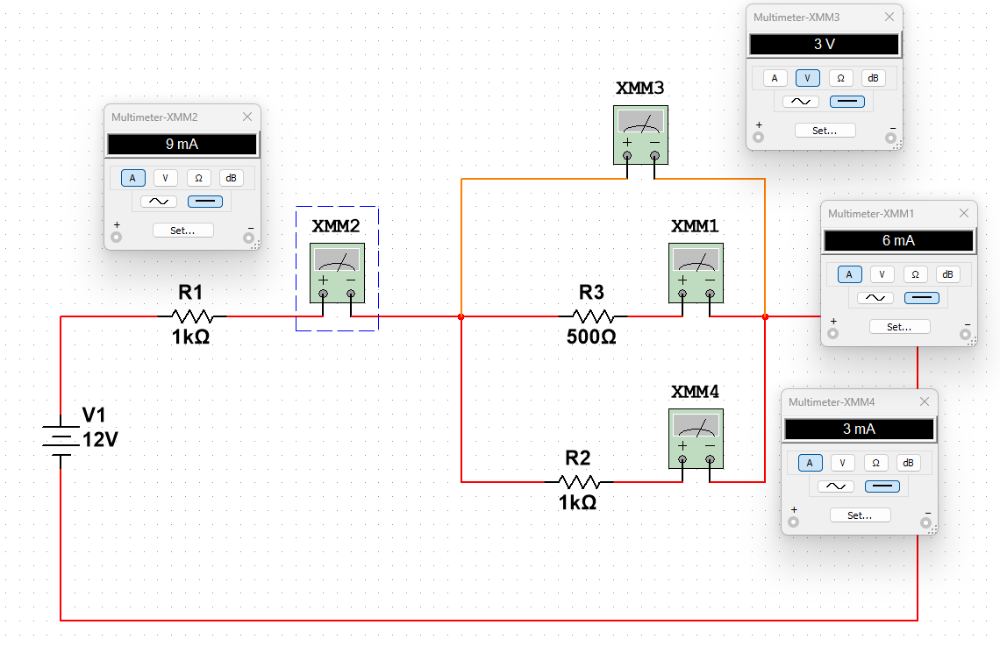 Multimeter-XMM3
3 V
A V Ω dB
Set...
+ −
XMM3
+ −
Multimeter-XMM2
9 mA
A V Ω dB
Set...
+ −
XMM2
+ −
XMM1
+ −
Multimeter-XMM1
6 mA
A V Ω dB
Set...
+ −
R1
1kΩ
R3
500Ω
XMM4
+ −
Multimeter-XMM4
3 mA
A V Ω dB
Set...
+ −
V1
12V
R2
1kΩ